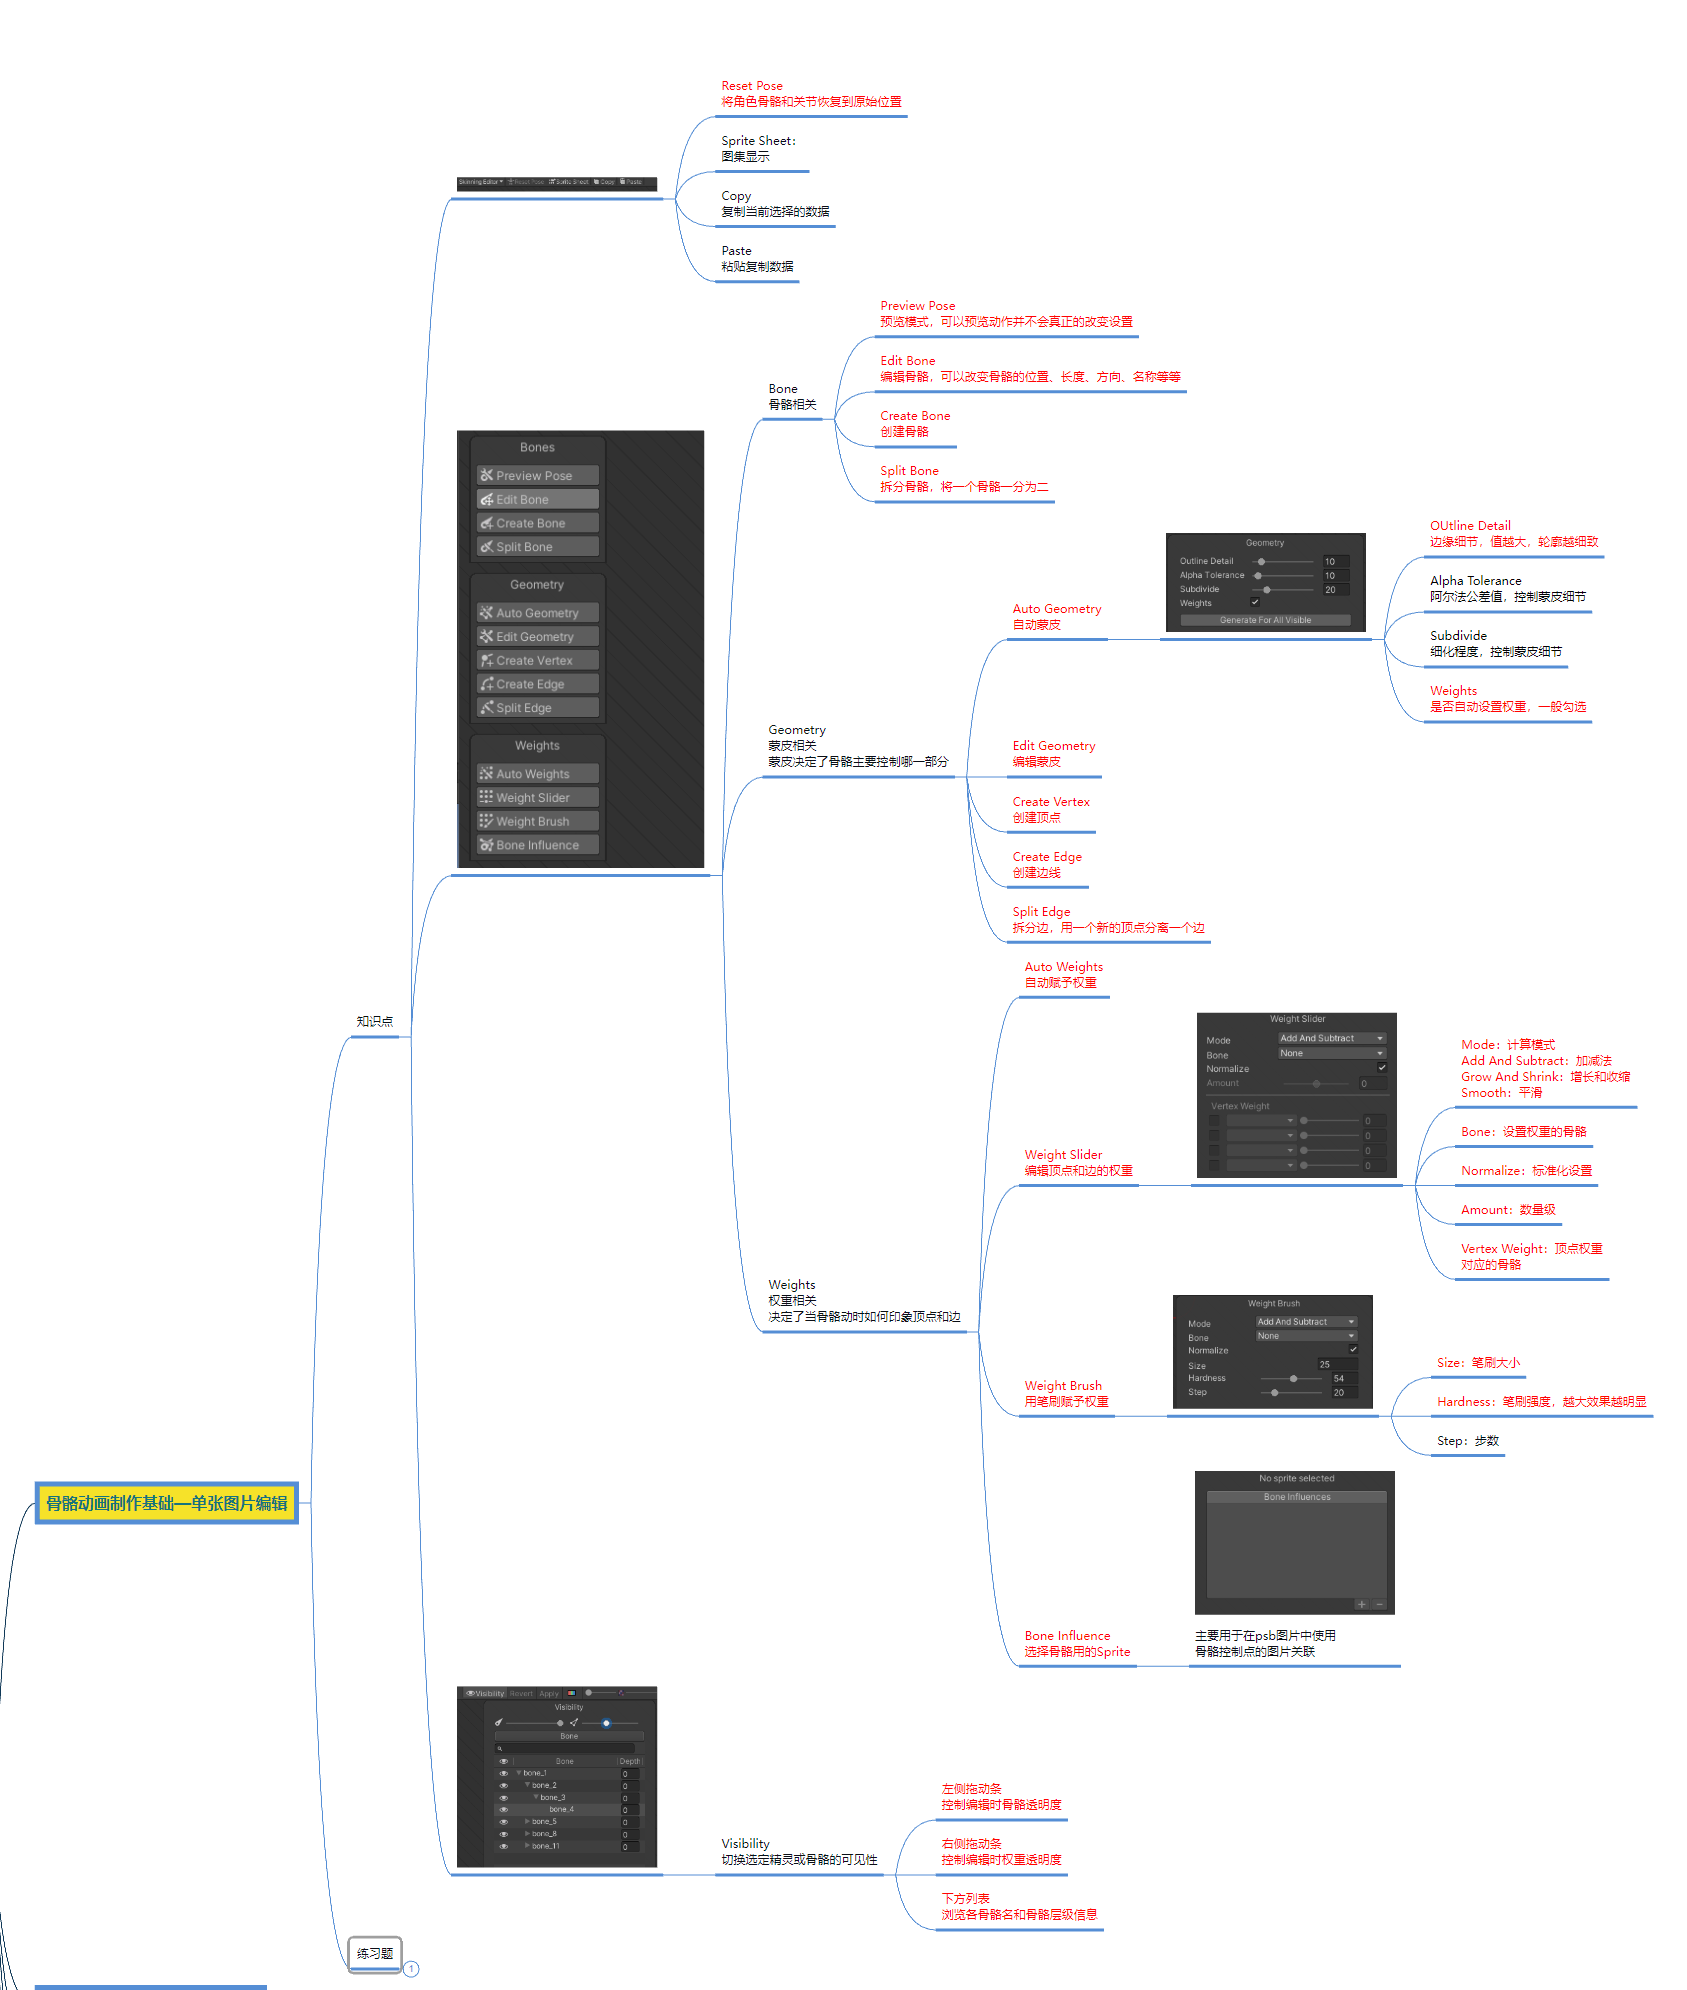 Reset Pose
将角色骨骼和关节恢复到原始位置
Sprite Sheet：
图集显示
Skinning Editor Reset Pose Sprite Sheet Copy Paste
Copy
复制当前选择的数据
Paste
粘贴复制数据
Bones
Preview Pose
Edit Bone
Create Bone
Split Bone
Geometry
Auto Geometry
Edit Geometry
Create Vertex
Create Edge
Split Edge
Weights
Auto Weights
Weight Slider
Weight Brush
Bone Influence
Bone
骨骼相关
Preview Pose
预览模式，可以预览动作并不会真正的改变设置
Edit Bone
编辑骨骼，可以改变骨骼的位置、长度、方向、名称等等
Create Bone
创建骨骼
Split Bone
拆分骨骼，将一个骨骼一分为二
Geometry
蒙皮相关
蒙皮决定了骨骼主要控制哪一部分
Auto Geometry
自动蒙皮
Geometry
Outline Detail 10
Alpha Tolerance 10
Subdivide 20
Weights
Generate For All Visible
OUtline Detail
边缘细节，值越大，轮廓越细致
Alpha Tolerance
阿尔法公差值，控制蒙皮细节
Subdivide
细化程度，控制蒙皮细节
Weights
是否自动设置权重，一般勾选
Edit Geometry
编辑蒙皮
Create Vertex
创建顶点
Create Edge
创建边线
Split Edge
拆分边，用一个新的顶点分离一个边
知识点
Weights
权重相关
决定了当骨骼动时如何印象顶点和边
Auto Weights
自动赋予权重
Weight Slider
编辑顶点和边的权重
Weight Slider
Mode Add And Subtract
Bone None
Normalize
Amount 0
Vertex Weight
0
0
0
0
Mode：计算模式
Add And Subtract：加减法
Grow And Shrink：增长和收缩
Smooth：平滑
Bone：设置权重的骨骼
Normalize：标准化设置
Amount：数量级
Vertex Weight：顶点权重
对应的骨骼
Weight Brush
用笔刷赋予权重
Weight Brush
Mode Add And Subtract
Bone None
Normalize
Size 25
Hardness 54
Step 20
Size：笔刷大小
Hardness：笔刷强度，越大效果越明显
Step：步数
Bone Influence
选择骨骼用的Sprite
No sprite selected
Bone Influences
主要用于在psb图片中使用
骨骼控制点的图片关联
骨骼动画制作基础—单张图片编辑
Visibility Revert Apply
Visibility
Bone
Bone Depth
bone_1 0
bone_2 0
bone_3 0
bone_4 0
bone_5 0
bone_8 0
bone_11 0
Visibility
切换选定精灵或骨骼的可见性
左侧拖动条
控制编辑时骨骼透明度
右侧拖动条
控制编辑时权重透明度
下方列表
浏览各骨骼名和骨骼层级信息
练习题
1